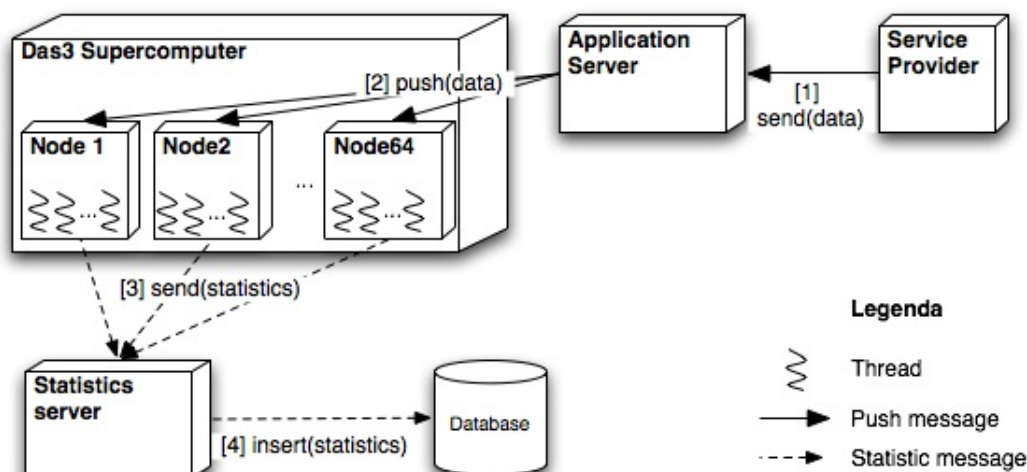 Das3 Supercomputer
Application
Server
Service
Provider
[2] push(data)
[1]
send(data)
Node 1
Node2
Node64
...
...
...
...
[3] send(statistics)
Legenda
Thread
Push message
Statistic message
Statistics
server
Database
[4] insert(statistics)